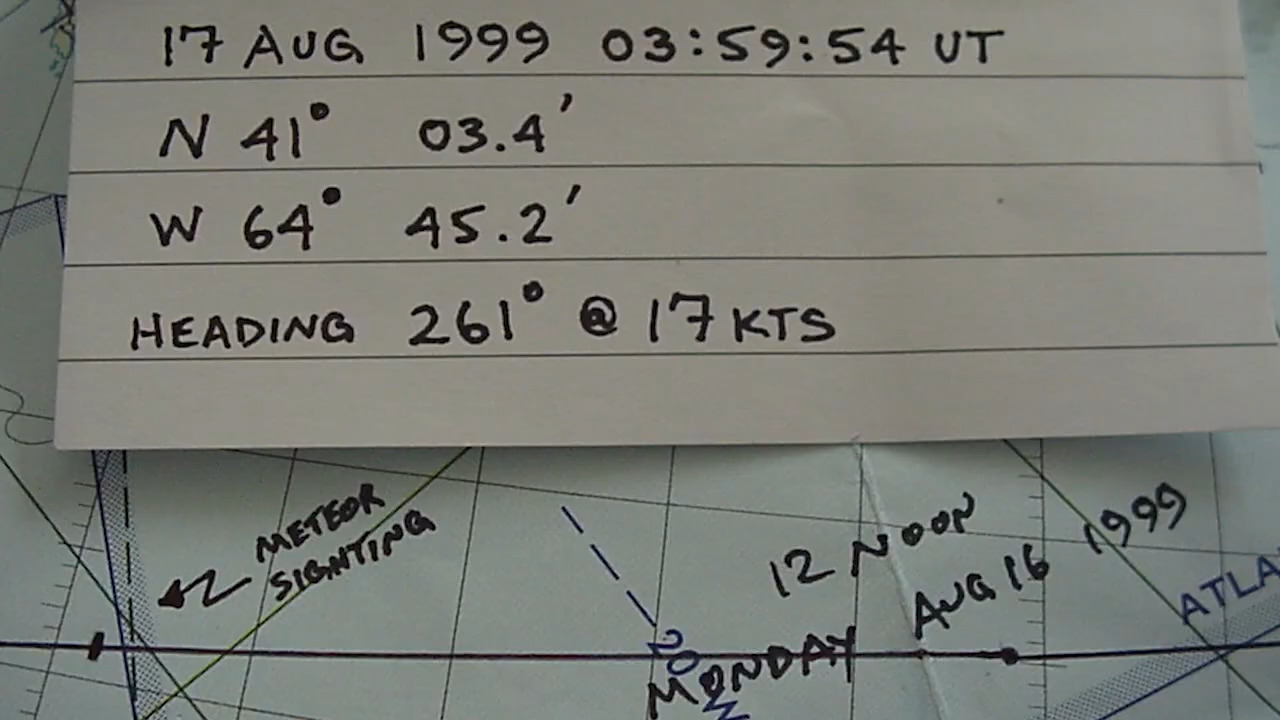 17 AUG 1999 03:59:54 UT
N 41° 03.4'
W 64° 45.2'
HEADING 261° @ 17 KTS
METEOR
SIGHTING
12 NOON
AUG 16 1999
MONDAY
20
ATLA